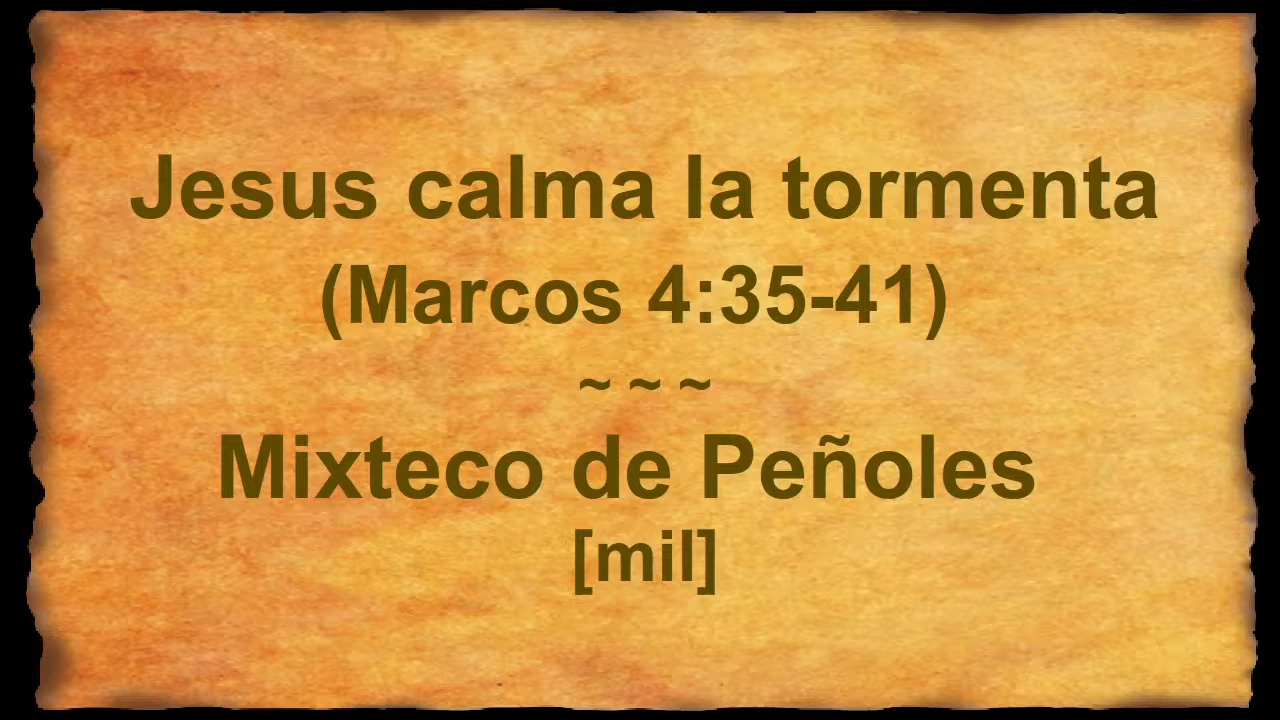 Jesus calma la tormenta
(Marcos 4:35-41)
~ ~ ~
Mixteco de Peñoles
[mil]